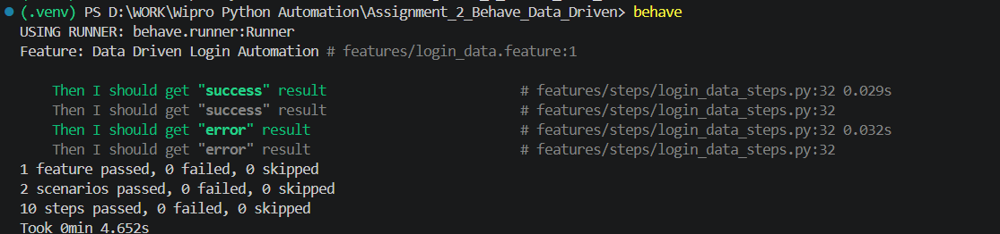 (.venv) PS D:\WORK\Wipro Python Automation\Assignment_2_Behave_Data_Driven> behave
USING RUNNER: behave.runner:Runner
Feature: Data Driven Login Automation # features/login_data.feature:1
Then I should get "success" result # features/steps/login_data_steps.py:32 0.029s
Then I should get "success" result # features/steps/login_data_steps.py:32
Then I should get "error" result # features/steps/login_data_steps.py:32 0.032s
Then I should get "error" result # features/steps/login_data_steps.py:32
1 feature passed, 0 failed, 0 skipped
2 scenarios passed, 0 failed, 0 skipped
10 steps passed, 0 failed, 0 skipped
Took 0min 4.652s